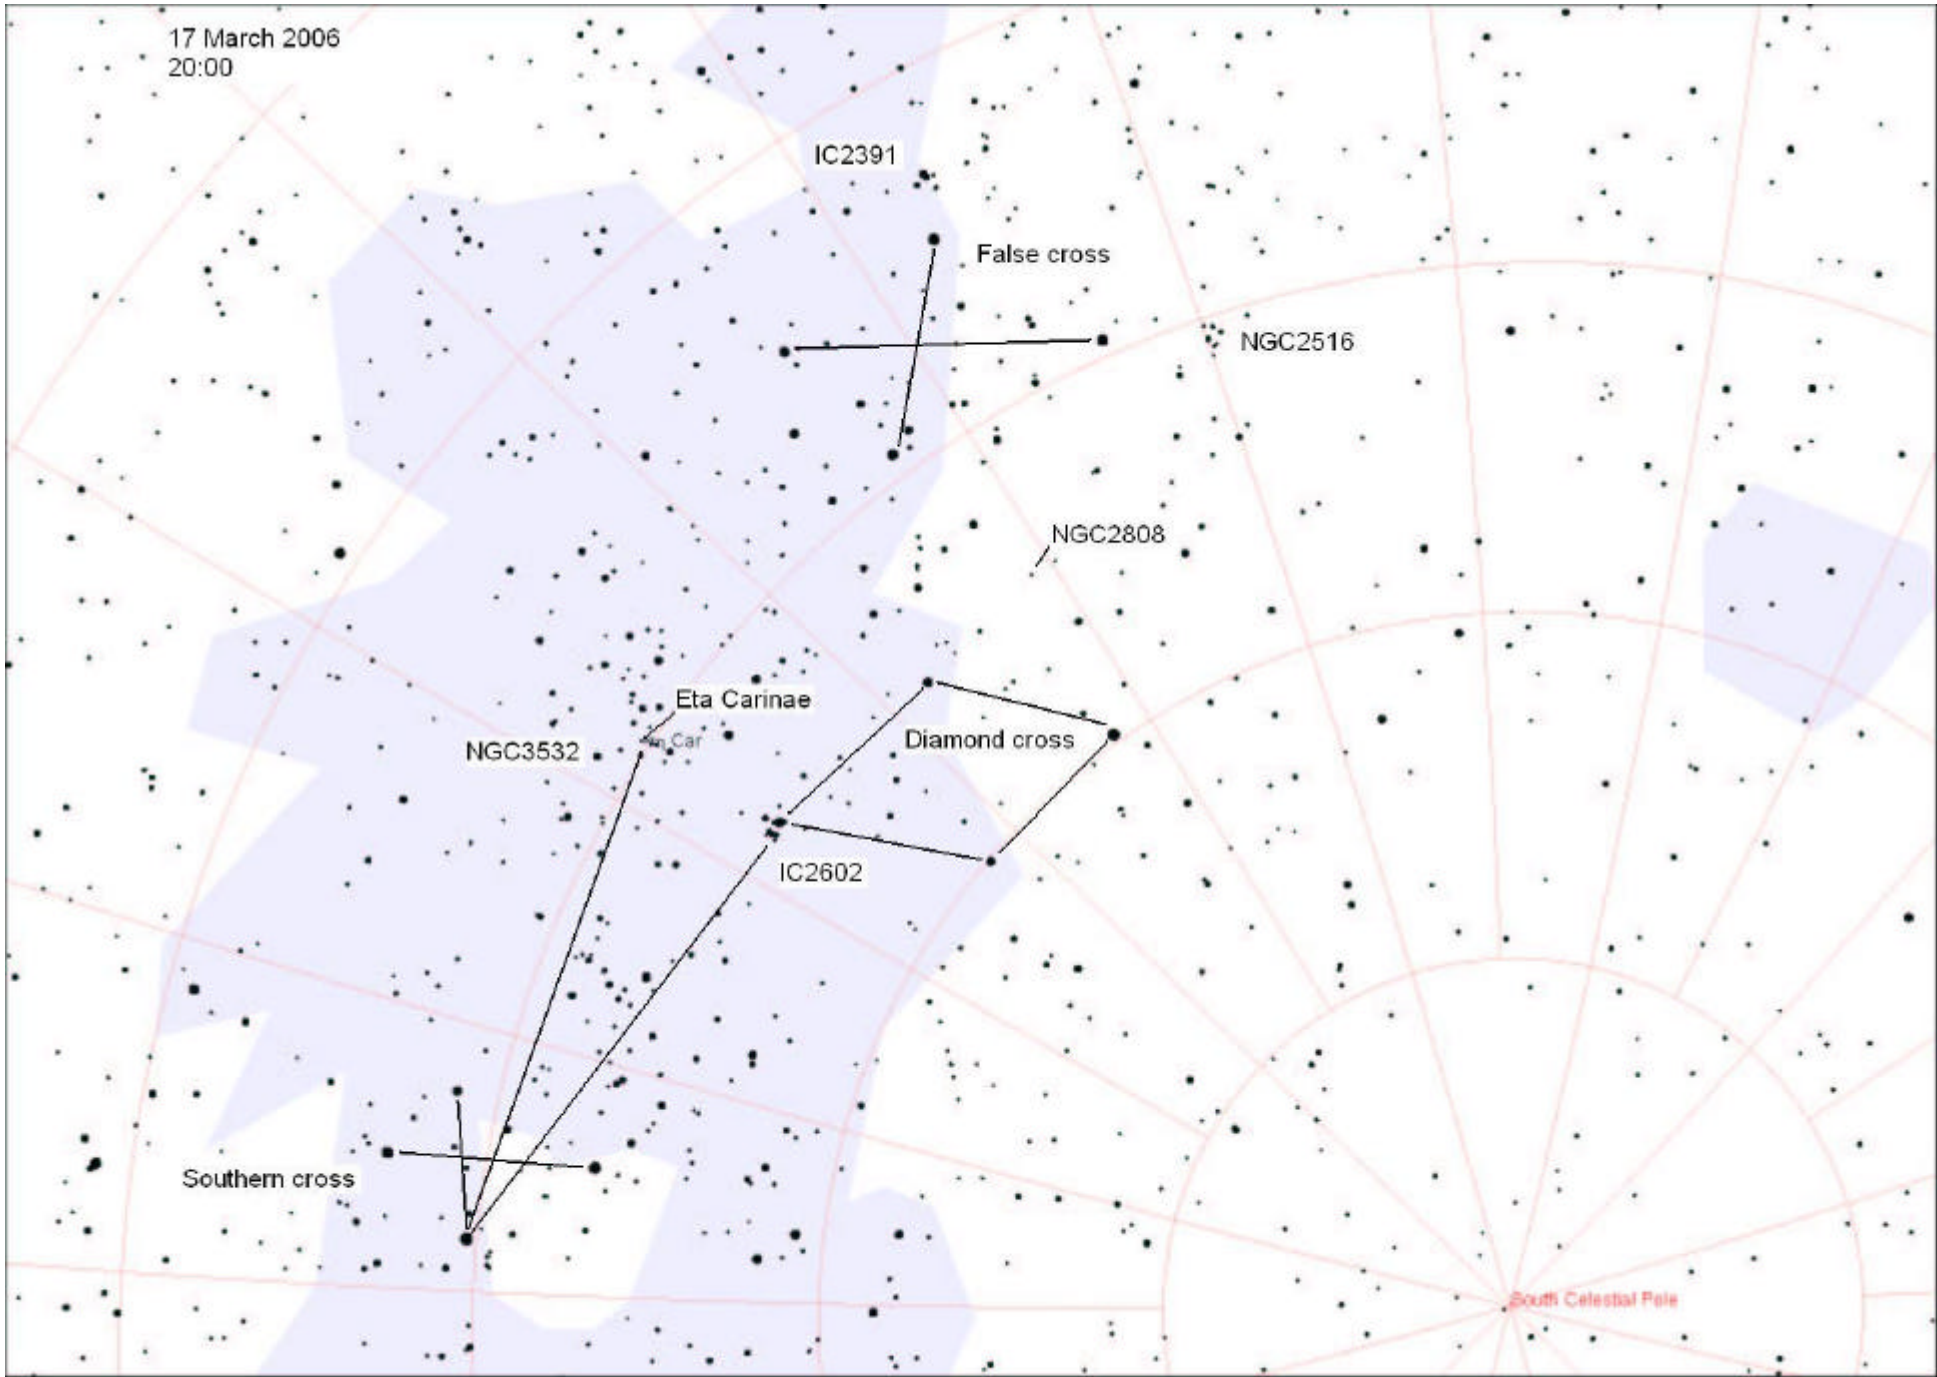 17 March 2006
20:00
IC2391
False cross
NGC2516
NGC2808
Eta Carinae
Car
NGC3532
Diamond cross
IC2602
Southern cross
South Celestial Pole